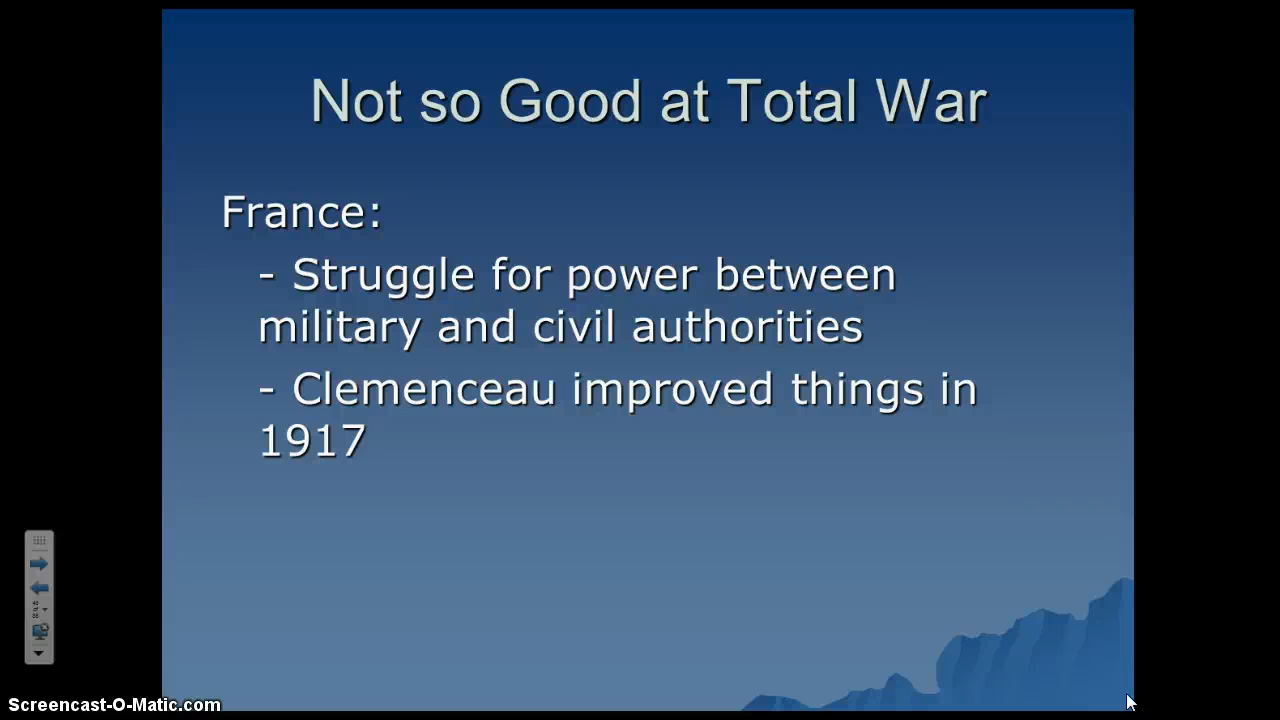 Not so Good at Total War
France:
- Struggle for power between
military and civil authorities
- Clemenceau improved things in
1917
Screencast-O-Matic.com